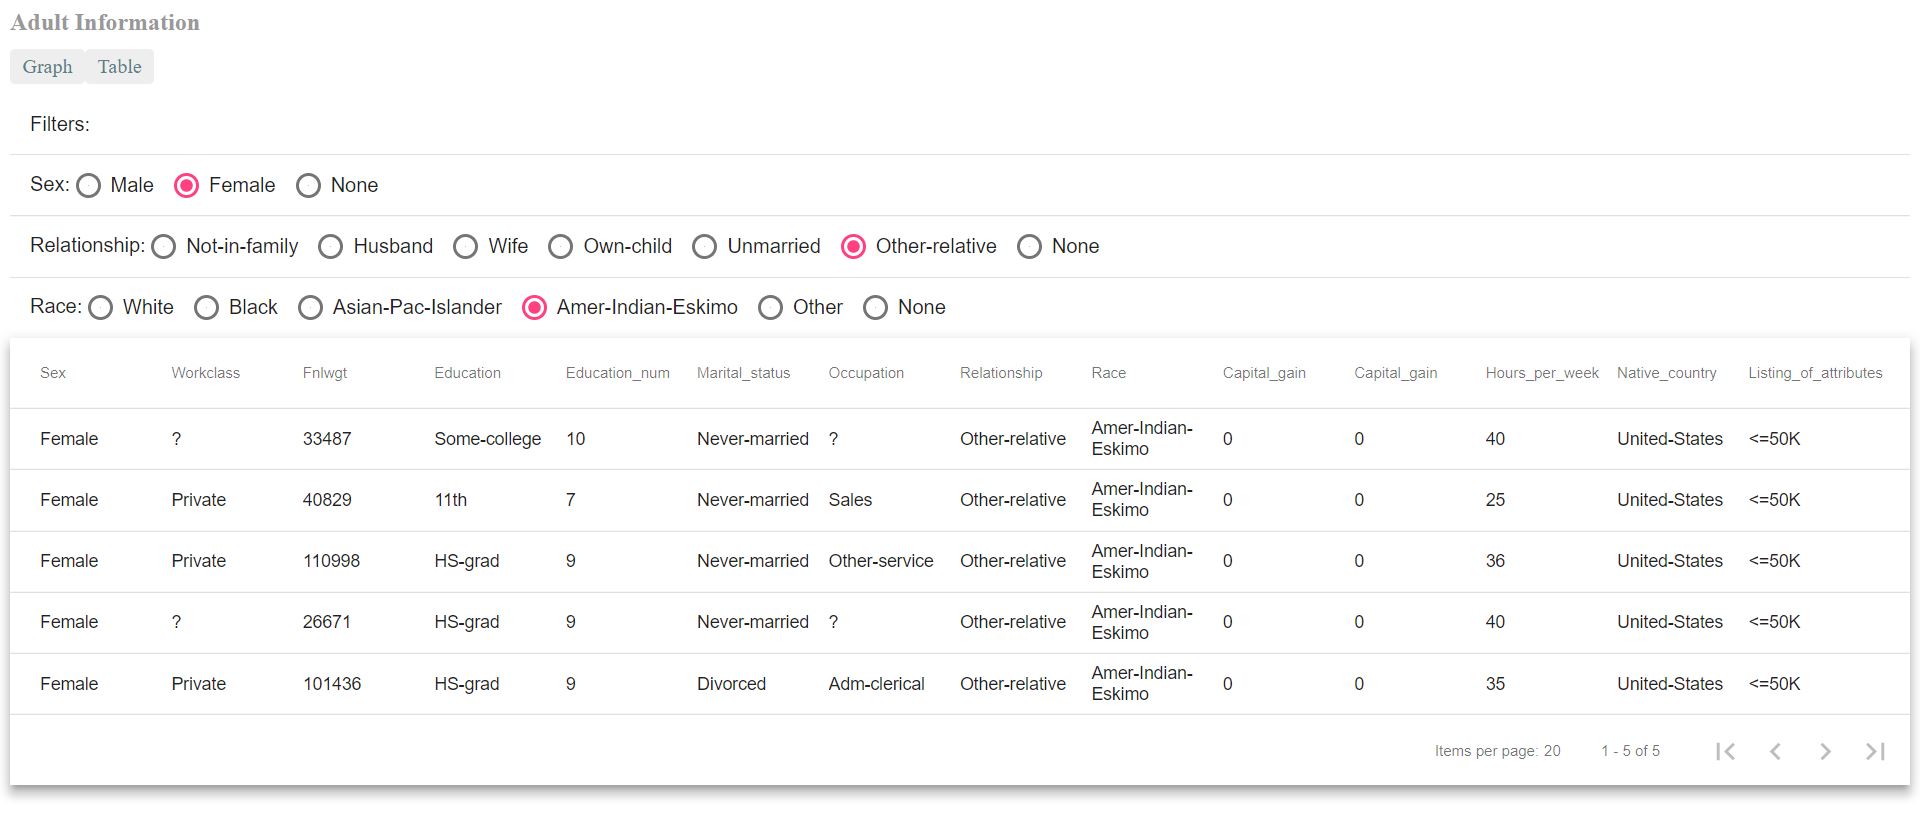 Adult Information
Graph Table
Filters:
Sex: Male Female None
Relationship: Not-in-family Husband Wife Own-child Unmarried Other-relative None
Race: White Black Asian-Pac-Islander Amer-Indian-Eskimo Other None
Sex Workclass Fnlwgt Education Education_num Marital_status Occupation Relationship Race Capital_gain Capital_gain Hours_per_week Native_country Listing_of_attributes
Female ? 33487 Some-college 10 Never-married ? Other-relative Amer-Indian-Eskimo 0 0 40 United-States <=50K
Female Private 40829 11th 7 Never-married Sales Other-relative Amer-Indian-Eskimo 0 0 25 United-States <=50K
Female Private 110998 HS-grad 9 Never-married Other-service Other-relative Amer-Indian-Eskimo 0 0 36 United-States <=50K
Female ? 26671 HS-grad 9 Never-married ? Other-relative Amer-Indian-Eskimo 0 0 40 United-States <=50K
Female Private 101436 HS-grad 9 Divorced Adm-clerical Other-relative Amer-Indian-Eskimo 0 0 35 United-States <=50K
Items per page: 20 1 - 5 of 5